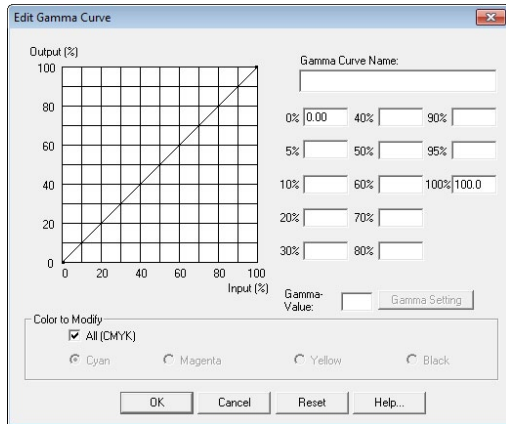 Edit Gamma Curve
Output (%)
100
80
60
40
20
0
0 20 40 60 80 100
Input (%)
Gamma Curve Name:
0% 0.00 40% 90%
5% 50% 95%
10% 60% 100% 100.0
20% 70%
30% 80%
Gamma-
Value:
Gamma Setting
Color to Modify
All (CMYK)
Cyan Magenta Yellow Black
OK Cancel Reset Help...